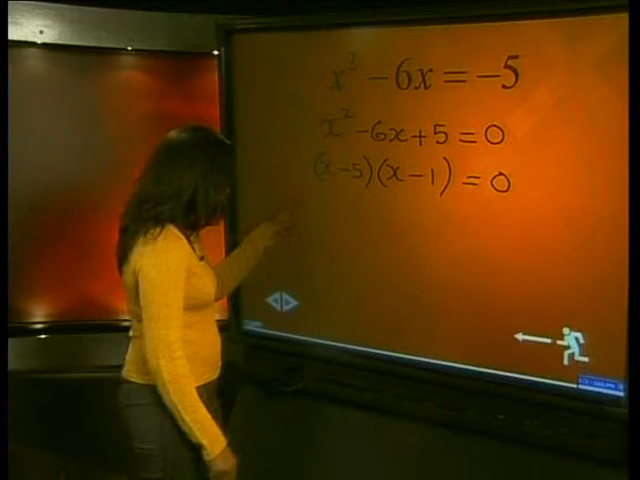 x² − 6x = −5
x² − 6x + 5 = 0
(x − 5)(x − 1) = 0